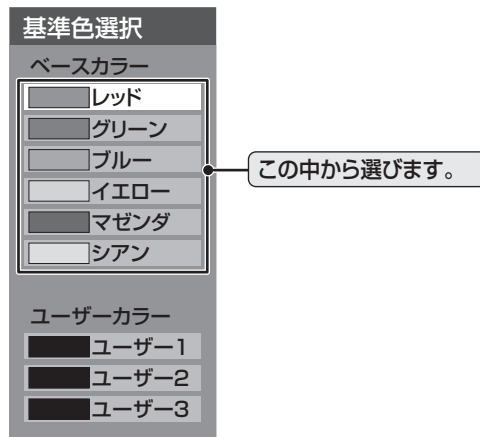 基準色選択
ベースカラー
レッド
グリーン
ブルー
イエロー
マゼンダ
シアン
この中から選びます。
ユーザーカラー
ユーザー1
ユーザー2
ユーザー3